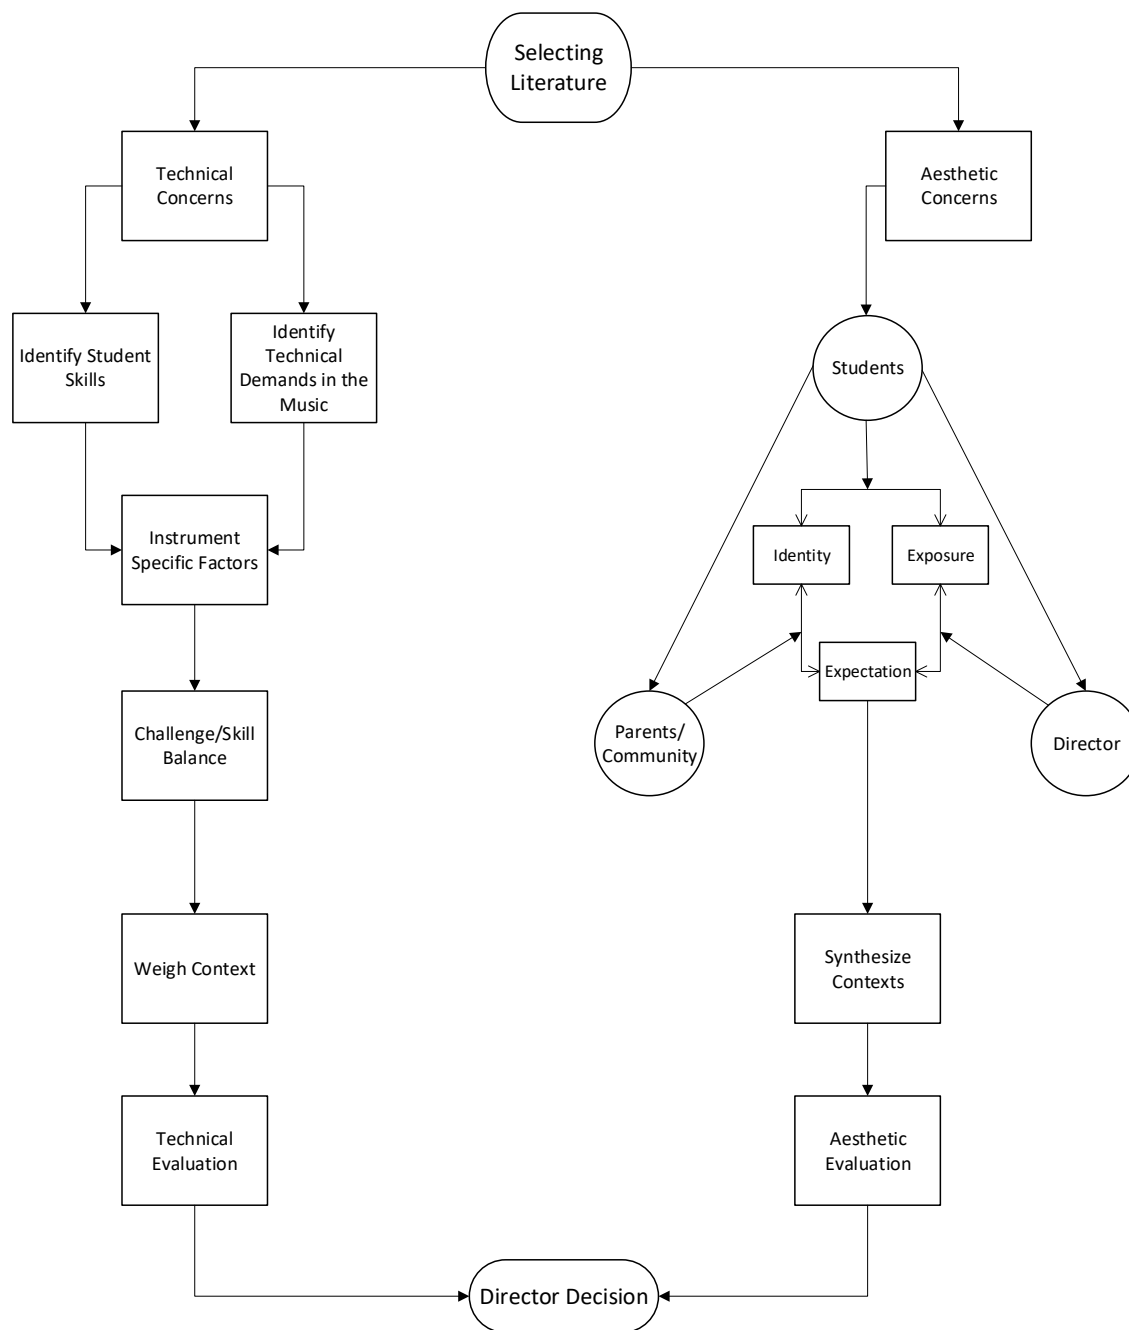 Selecting
Literature
Technical
Concerns
Aesthetic
Concerns
Identify Student
Skills
Identify
Technical
Demands in the
Music
Students
Instrument
Specific Factors
Identity
Exposure
Expectation
Challenge/Skill
Balance
Parents/
Community
Director
Weigh Context
Synthesize
Contexts
Technical
Evaluation
Aesthetic
Evaluation
Director Decision